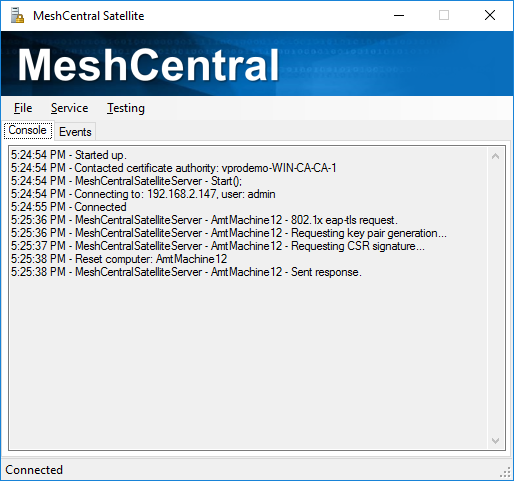 MeshCentral Satellite
MeshCentral
File Service Testing
Console Events
5:24:54 PM - Started up.
5:24:54 PM - Contacted certificate authority: vprodemo-WIN-CA-CA-1
5:24:54 PM - MeshCentralSatelliteServer - Start();
5:24:54 PM - Connecting to: 192.168.2.147, user: admin
5:24:55 PM - Connected
5:25:36 PM - MeshCentralSatelliteServer - AmtMachine12 - 802.1x eap-tls request.
5:25:36 PM - MeshCentralSatelliteServer - AmtMachine12 - Requesting key pair generation...
5:25:37 PM - MeshCentralSatelliteServer - AmtMachine12 - Requesting CSR signature...
5:25:38 PM - Reset computer: AmtMachine12
5:25:38 PM - MeshCentralSatelliteServer - AmtMachine12 - Sent response.
Connected